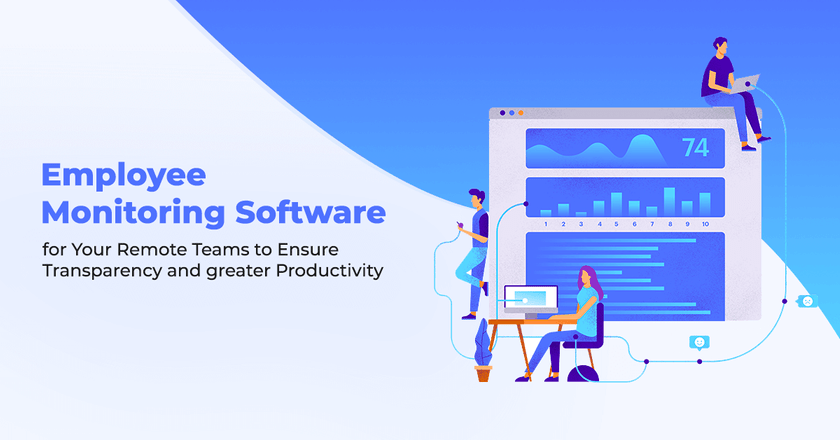 Employee
Monitoring Software
for Your Remote Teams to Ensure
Transparency and greater Productivity
74
1 2 3 4 5 6 7 8 9 10